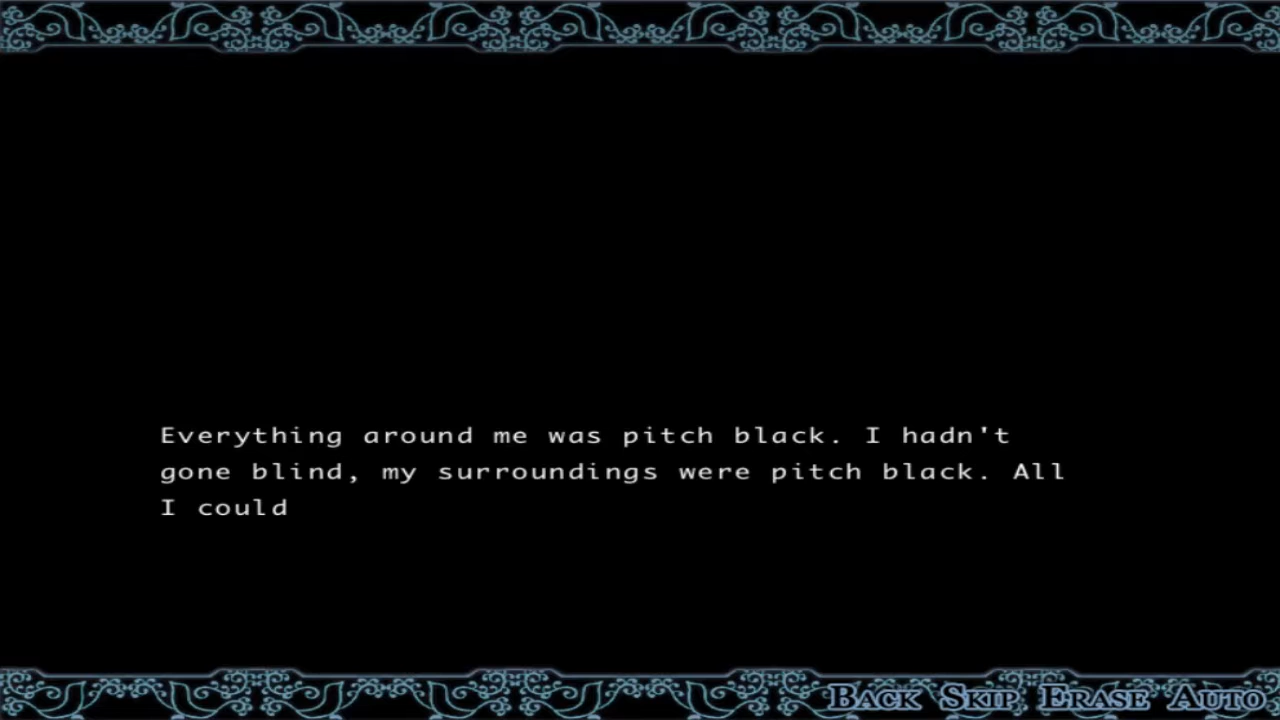 Everything around me was pitch black. I hadn't
gone blind, my surroundings were pitch black. All
I could
BACK SKIP ERASE AUTO